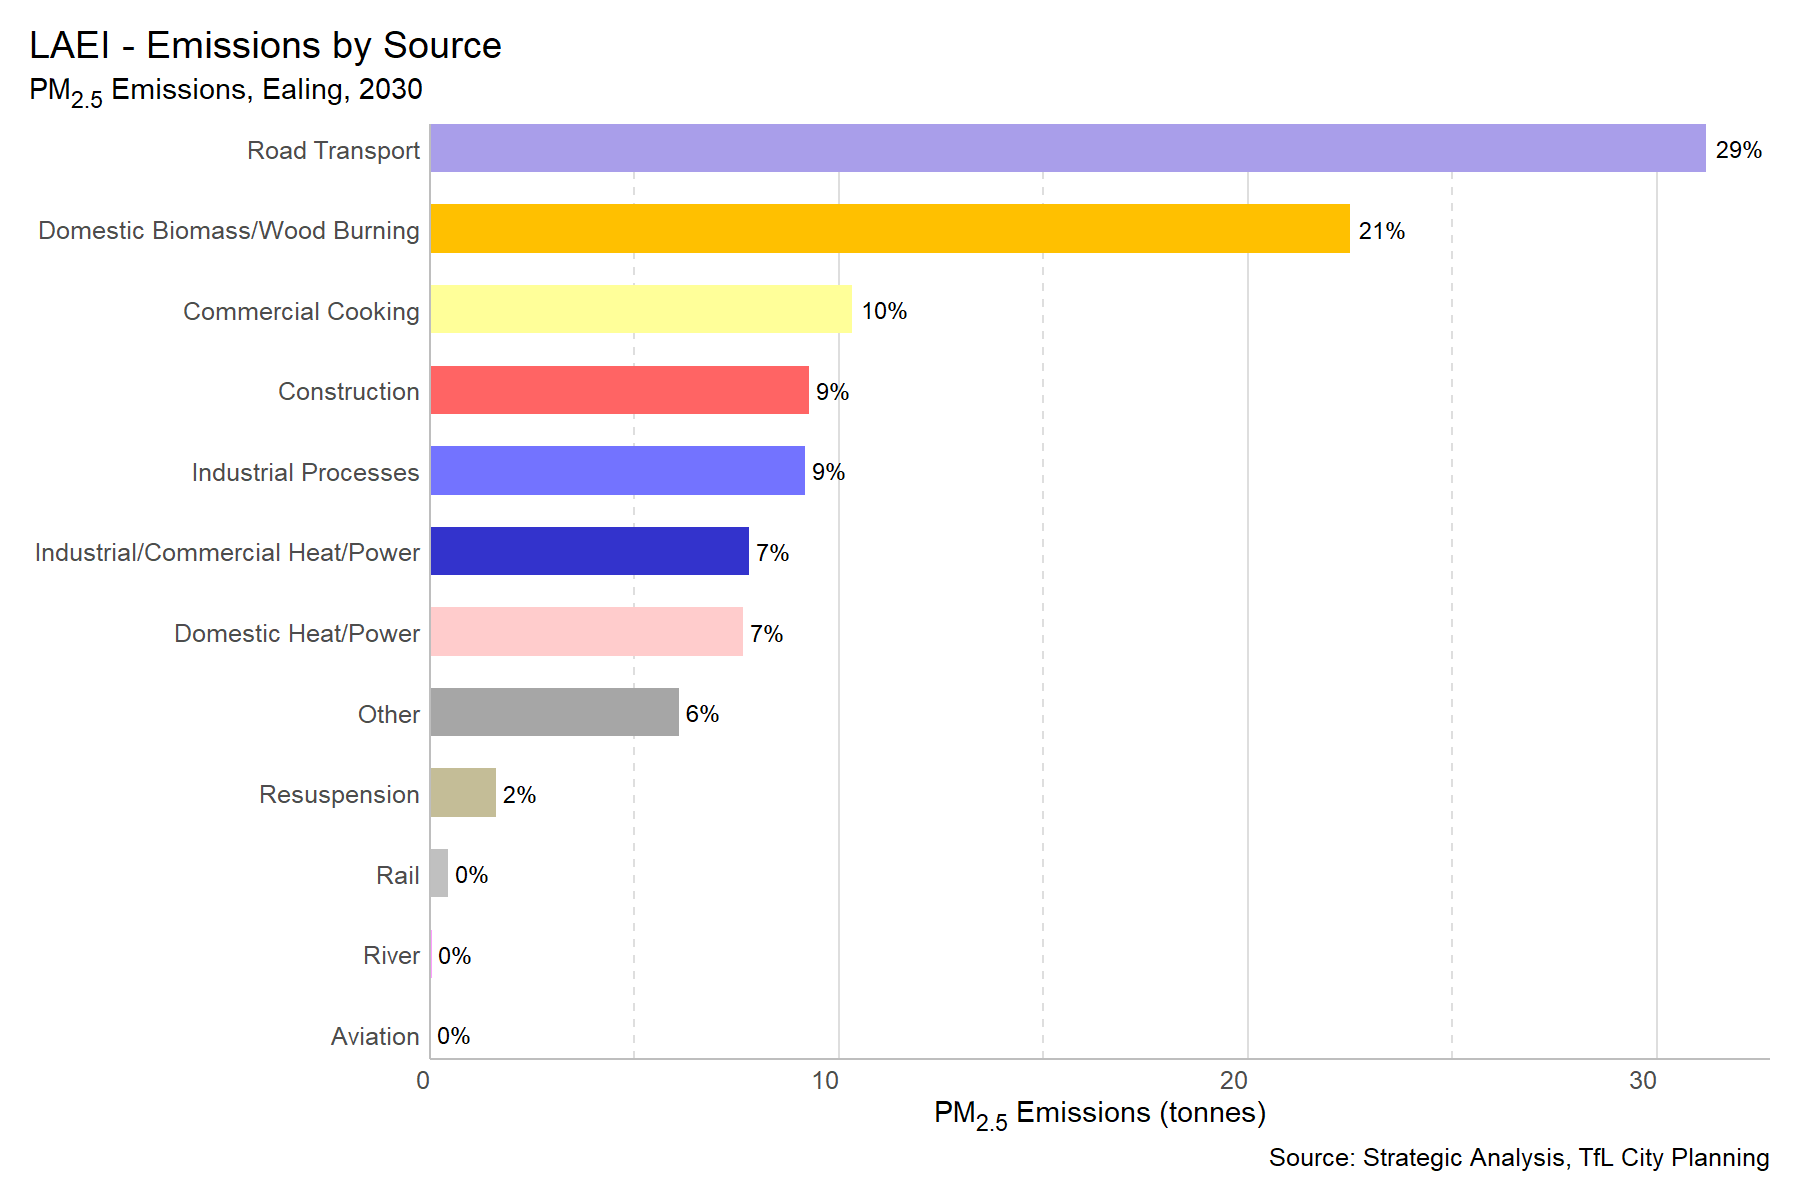 LAEI - Emissions by Source
PM2.5 Emissions, Ealing, 2030
Road Transport 29%
Domestic Biomass/Wood Burning 21%
Commercial Cooking 10%
Construction 9%
Industrial Processes 9%
Industrial/Commercial Heat/Power 7%
Domestic Heat/Power 7%
Other 6%
Resuspension 2%
Rail 0%
River 0%
Aviation 0%
0 10 20 30
PM2.5 Emissions (tonnes)
Source: Strategic Analysis, TfL City Planning